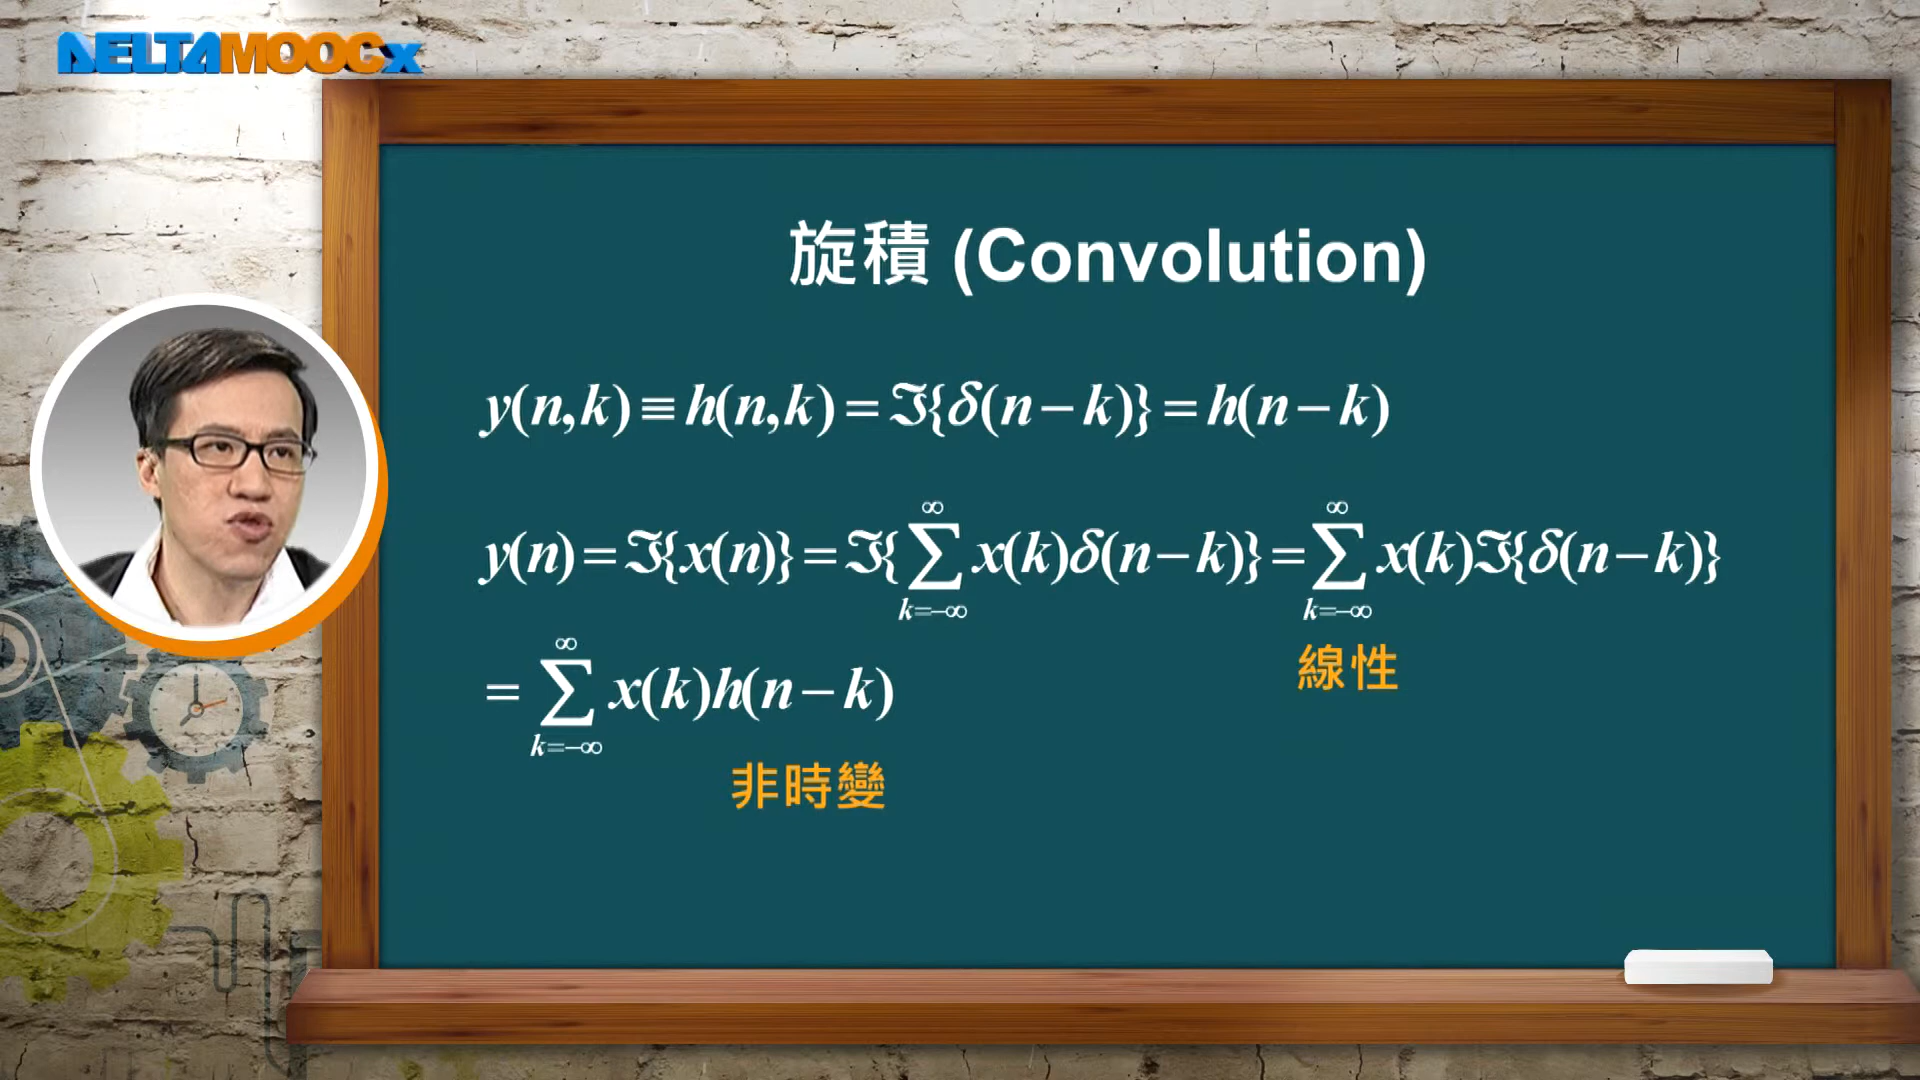 DELTAMOOCx
旋積 (Convolution)
y(n,k)≡h(n,k)=ℑ{δ(n−k)}=h(n−k)
y(n)=ℑ{x(n)}=ℑ{∑_{k=−∞}^{∞} x(k)δ(n−k)}=∑_{k=−∞}^{∞} x(k)ℑ{δ(n−k)}
線性
=∑_{k=−∞}^{∞} x(k)h(n−k)
非時變